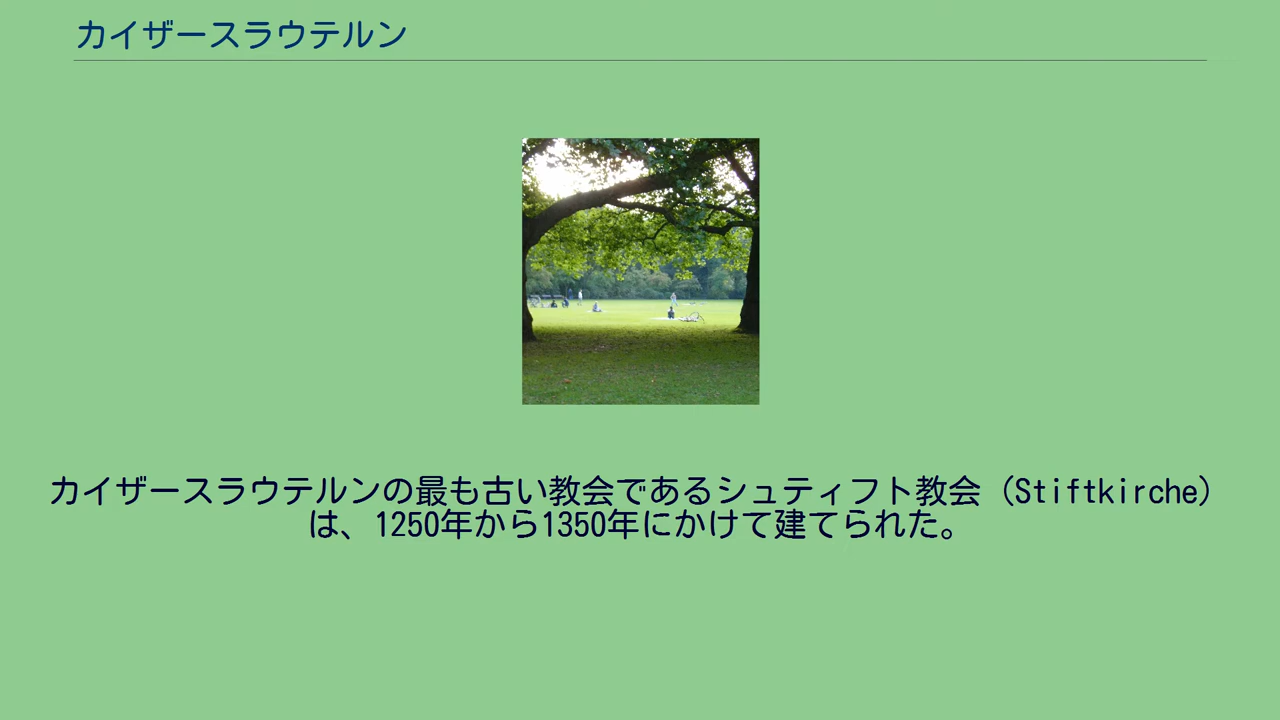 カイザースラウテルン
カイザースラウテルンの最も古い教会であるシュティフト教会（Stiftkirche）
は、1250年から1350年にかけて建てられた。